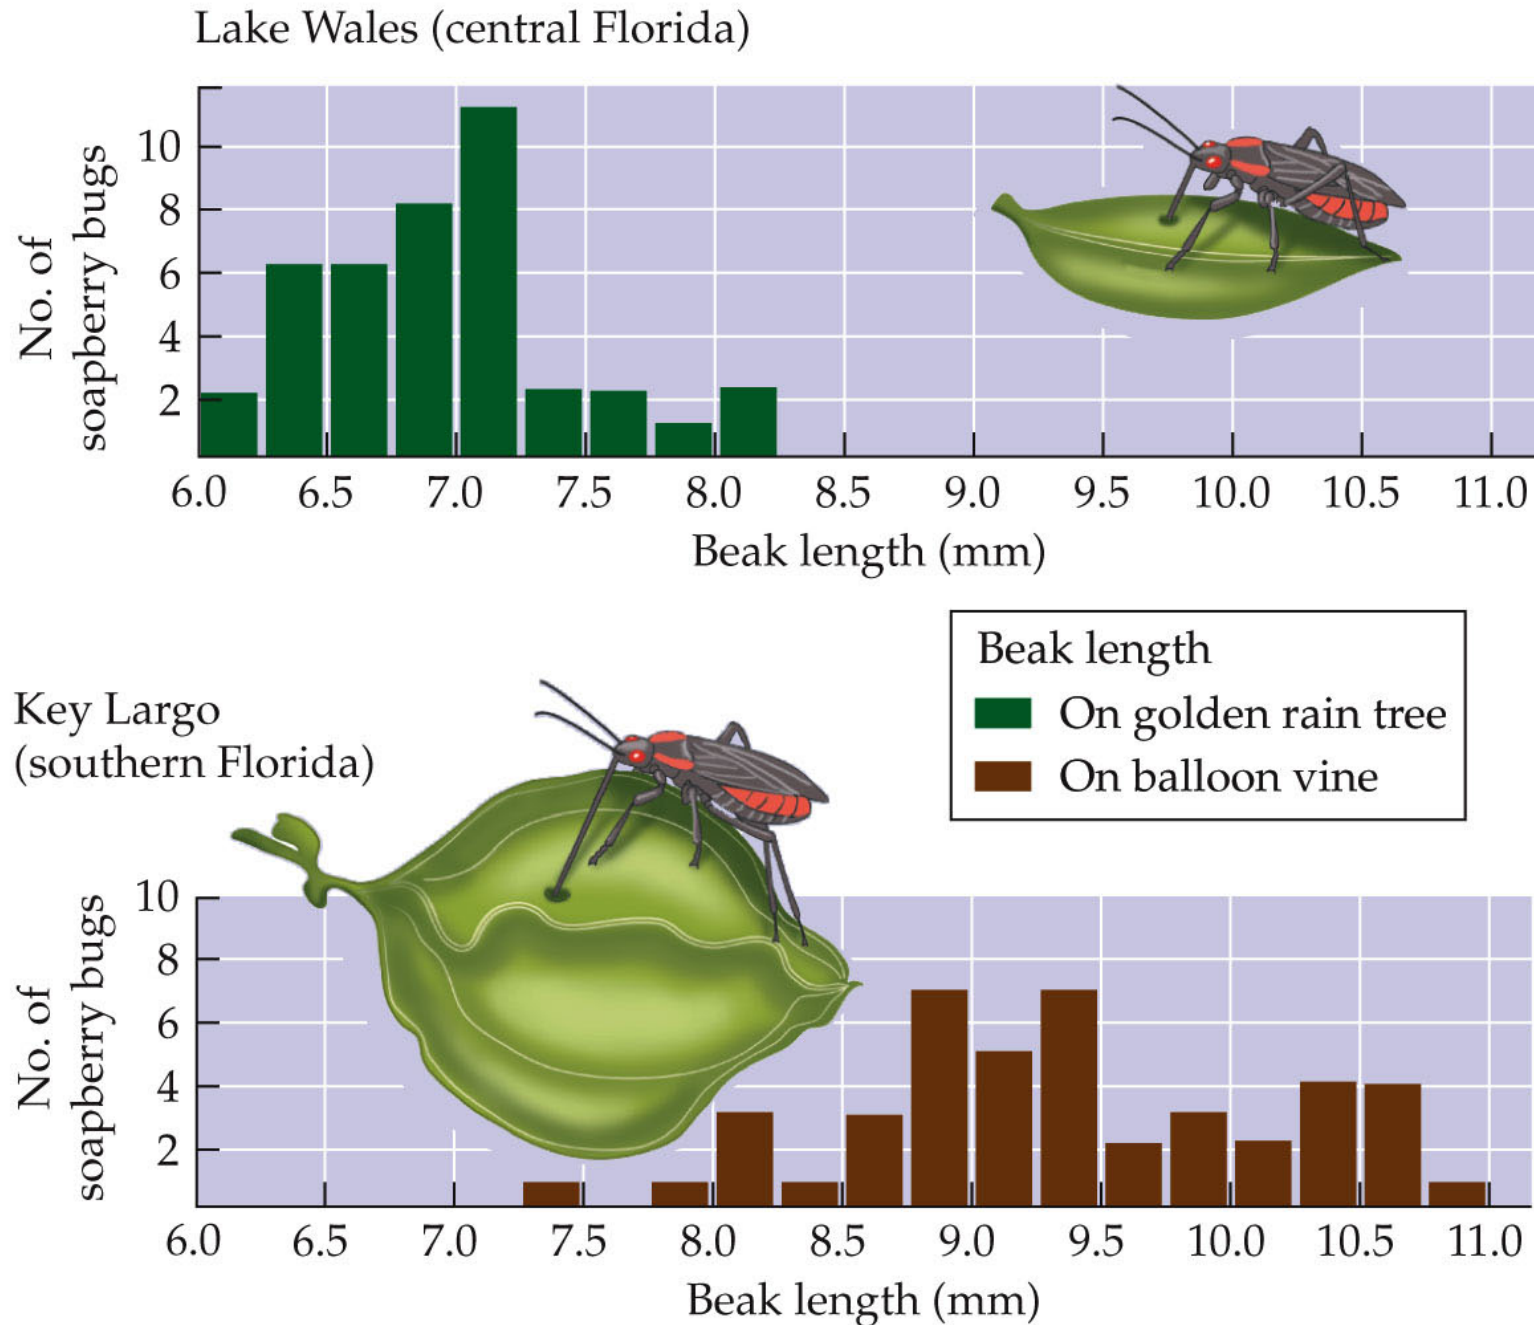 Lake Wales (central Florida)
No. of
soapberry bugs
10
8
6
4
2
6.0 6.5 7.0 7.5 8.0 8.5 9.0 9.5 10.0 10.5 11.0
Beak length (mm)
Beak length
On golden rain tree
On balloon vine
Key Largo
(southern Florida)
No. of
soapberry bugs
10
8
6
4
2
6.0 6.5 7.0 7.5 8.0 8.5 9.0 9.5 10.0 10.5 11.0
Beak length (mm)